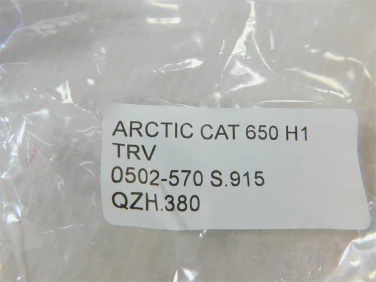 ARCTIC CAT 650 H1
TRV
0502-570 S.915
QZH.380